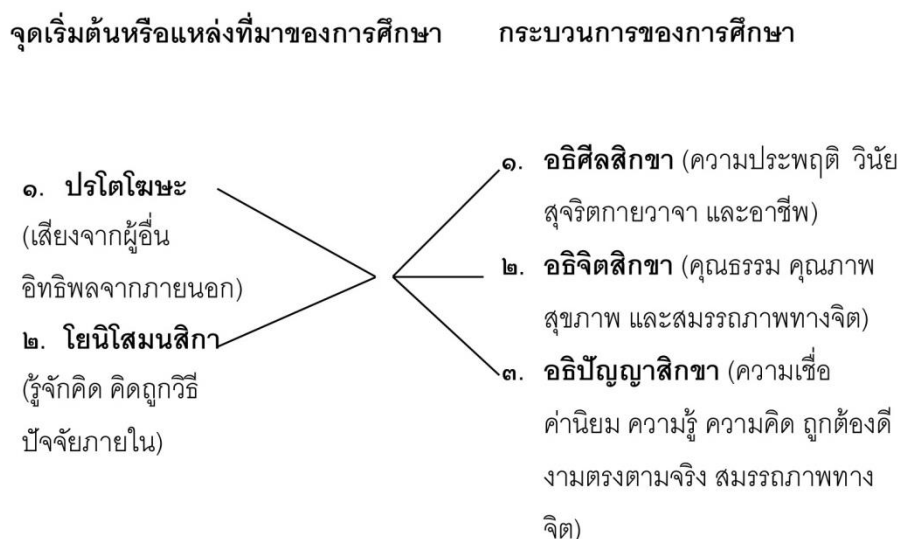 จุดเริ่มต้นหรือแหล่งที่มาของการศึกษา
กระบวนการของการศึกษา
๑. ปรโตโฆษะ
(เสียงจากผู้อื่น
อิทธิพลจากภายนอก)
๒. โยนิโสมนสิกา
(รู้จักคิด คิดถูกวิธี
ปัจจัยภายใน)
๑. อธิศีลสิกขา (ความประพฤติ วินัย
สุจริตกายวาจา และอาชีพ)
๒. อธิจิตสิกขา (คุณธรรม คุณภาพ
สุขภาพ และสมรรถภาพทางจิต)
๓. อธิปัญญาสิกขา (ความเชื่อ
ค่านิยม ความรู้ ความคิด ถูกต้องดี
งามตรงตามจริง สมรรถภาพทาง
จิต)